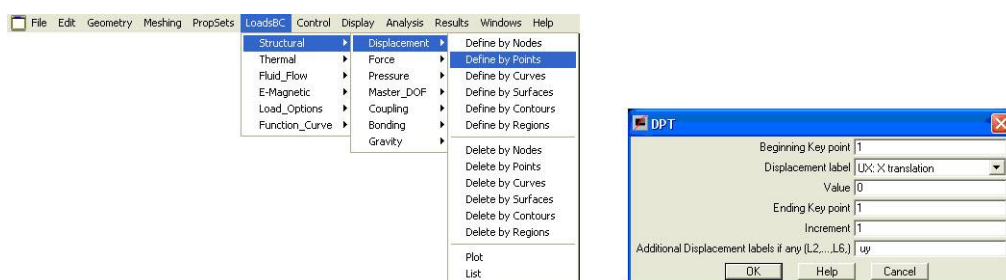 File Edit Geometry Meshing PropSets LoadsBC Control Display Analysis Results Windows Help
Structural
Thermal
Fluid_Flow
E-Magnetic
Load_Options
Function_Curve
Displacement
Force
Pressure
Master_DOF
Coupling
Bonding
Gravity
Define by Nodes
Define by Points
Define by Curves
Define by Surfaces
Define by Contours
Define by Regions
Delete by Nodes
Delete by Points
Delete by Curves
Delete by Surfaces
Delete by Contours
Delete by Regions
Plot
List
DPT
Beginning Key point 1
Displacement label UX: X translation
Value 0
Ending Key point 1
Increment 1
Additional Displacement labels if any (L2,...,L6,) uy
OK Help Cancel